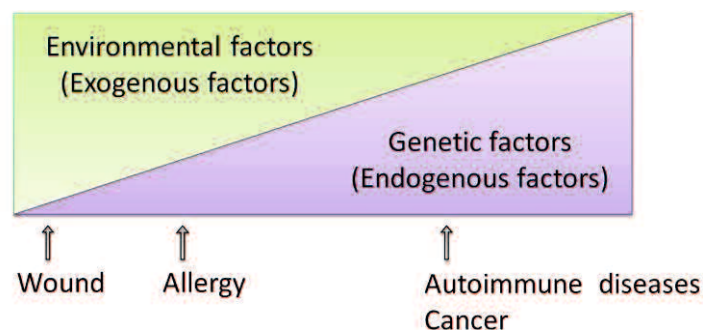 Environmental factors
(Exogenous factors)
Genetic factors
(Endogenous factors)
Wound
Allergy
Autoimmune diseases
Cancer